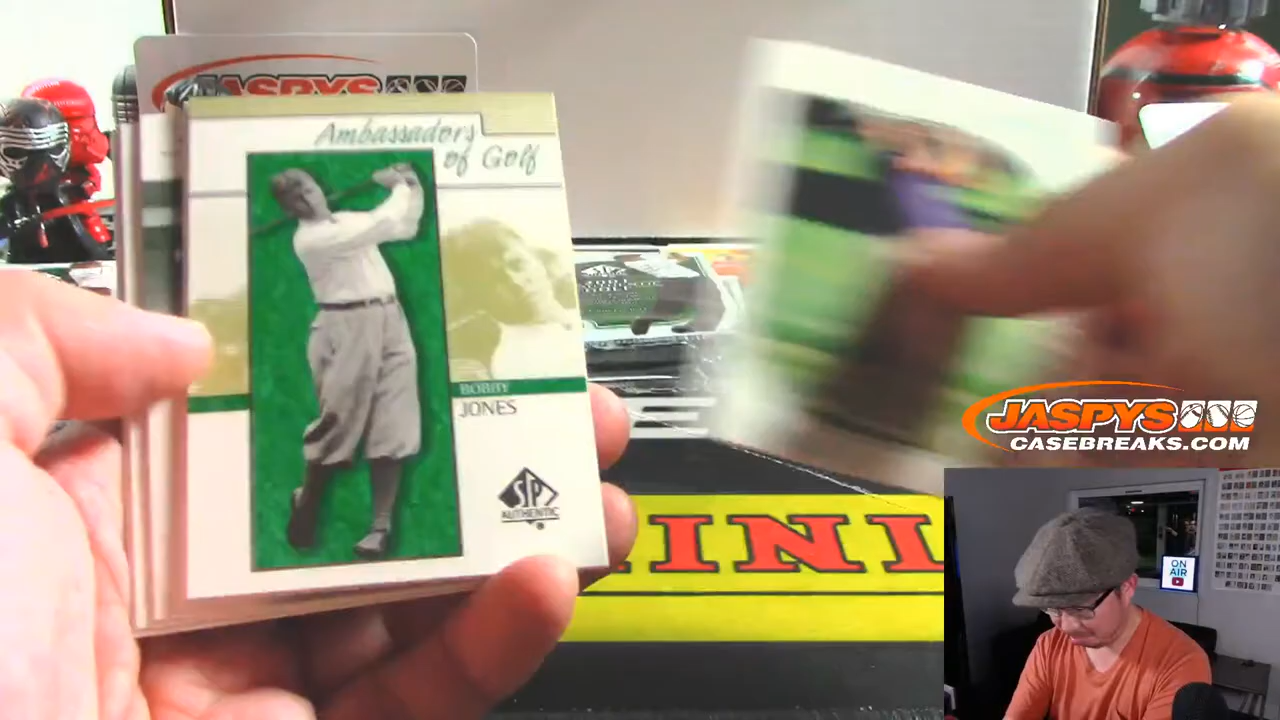 JASPYS
Ambassadors
of Golf
BOBBY
JONES
SP
AUTHENTIC
INI
JASPYS
CASEBREAKS.COM
ON
AIR